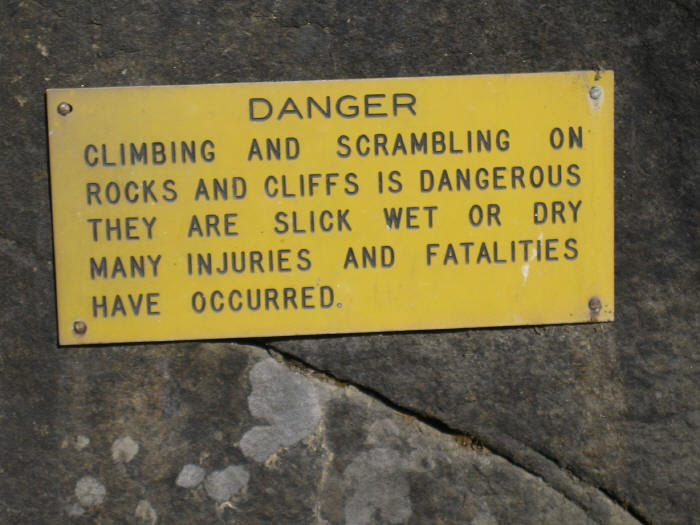 DANGER
CLIMBING AND SCRAMBLING ON
ROCKS AND CLIFFS IS DANGEROUS
THEY ARE SLICK WET OR DRY
MANY INJURIES AND FATALITIES
HAVE OCCURRED.